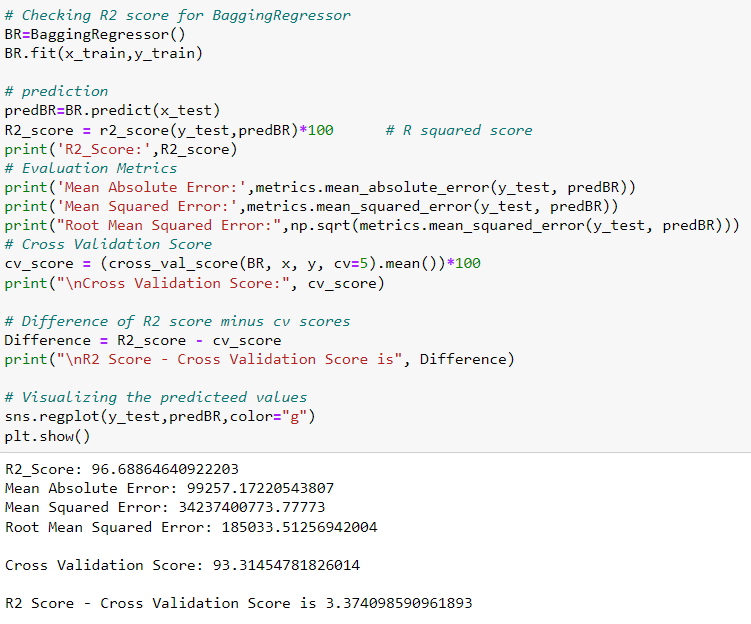 # Checking R2 score for BaggingRegressor
BR=BaggingRegressor()
BR.fit(x_train,y_train)
# prediction
predBR=BR.predict(x_test)
R2_score = r2_score(y_test,predBR)*100      # R squared score
print('R2_Score:',R2_score)
# Evaluation Metrics
print('Mean Absolute Error:',metrics.mean_absolute_error(y_test, predBR))
print('Mean Squared Error:',metrics.mean_squared_error(y_test, predBR))
print("Root Mean Squared Error:",np.sqrt(metrics.mean_squared_error(y_test, predBR)))
# Cross Validation Score
cv_score = (cross_val_score(BR, x, y, cv=5).mean())*100
print("\nCross Validation Score:", cv_score)
# Difference of R2 score minus cv scores
Difference = R2_score - cv_score
print("\nR2 Score - Cross Validation Score is", Difference)
# Visualizing the predicteed values
sns.regplot(y_test,predBR,color="g")
plt.show()
R2_Score: 96.68864640922203
Mean Absolute Error: 99257.17220543807
Mean Squared Error: 34237400773.77773
Root Mean Squared Error: 185033.51256942004
Cross Validation Score: 93.31454781826014
R2 Score - Cross Validation Score is 3.374098590961893